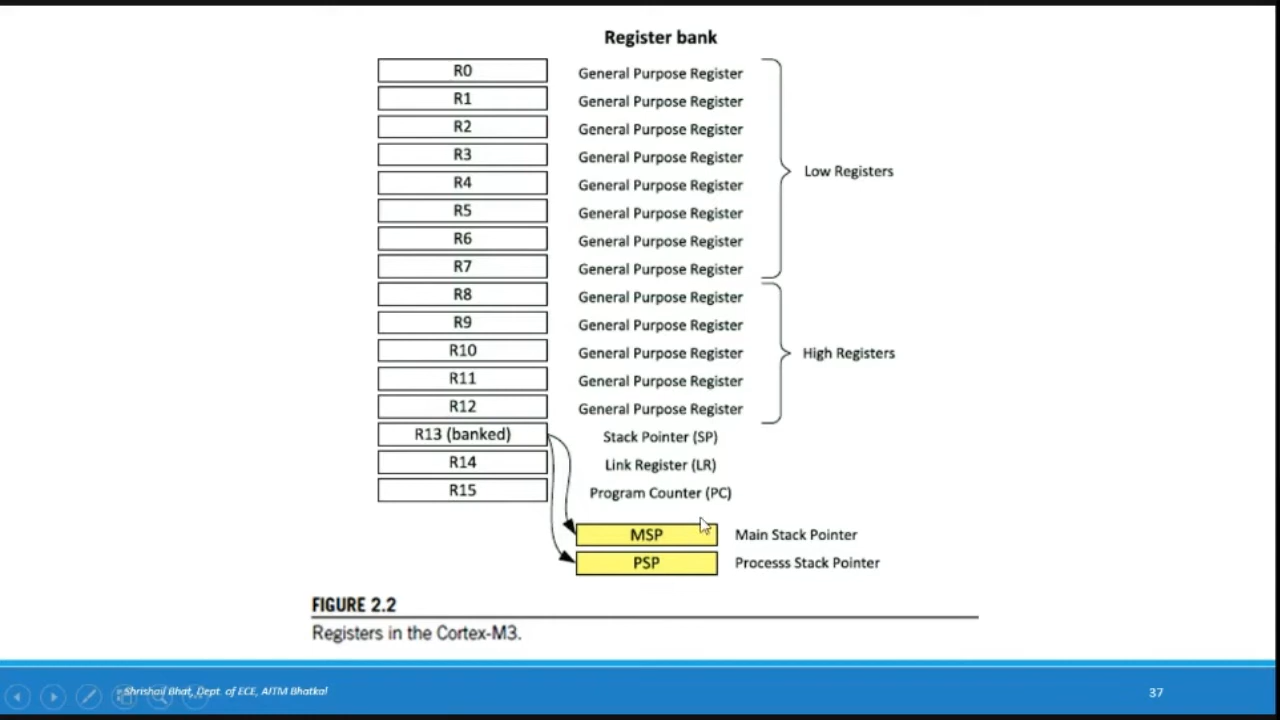 Register bank
R0 General Purpose Register
R1 General Purpose Register
R2 General Purpose Register
R3 General Purpose Register
Low Registers
R4 General Purpose Register
R5 General Purpose Register
R6 General Purpose Register
R7 General Purpose Register
R8 General Purpose Register
R9 General Purpose Register
R10 General Purpose Register High Registers
R11 General Purpose Register
R12 General Purpose Register
R13 (banked) Stack Pointer (SP)
R14 Link Register (LR)
R15 Program Counter (PC)
MSP Main Stack Pointer
PSP Processs Stack Pointer
FIGURE 2.2
Registers in the Cortex-M3.
Shrishail Bhat, Dept. of ECE, AITM Bhatkal 37